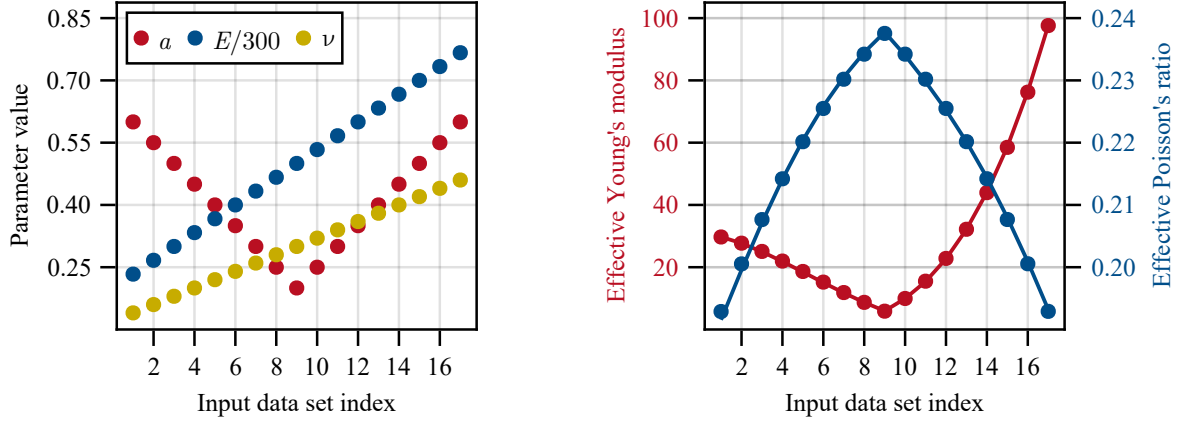 0.85
0.70
0.55
0.40
0.25
Parameter value
a E/300 ν
2 4 6 8 10 12 14 16
Input data set index
100
80
60
40
20
Effective Young's modulus
0.24
0.23
0.22
0.21
0.20
Effective Poisson's ratio
2 4 6 8 10 12 14 16
Input data set index